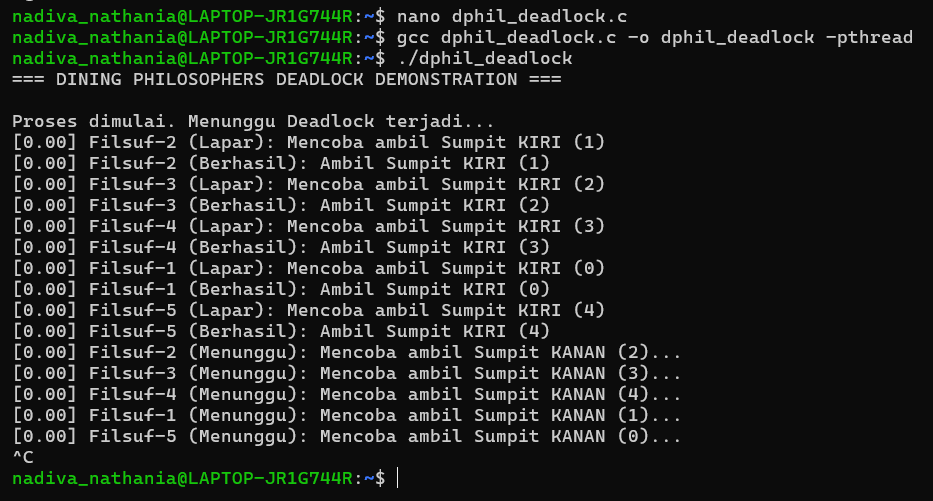 nadiva_nathania@LAPTOP-JR1G744R:~$ nano dphil_deadlock.c
nadiva_nathania@LAPTOP-JR1G744R:~$ gcc dphil_deadlock.c -o dphil_deadlock -pthread
nadiva_nathania@LAPTOP-JR1G744R:~$ ./dphil_deadlock
=== DINING PHILOSOPHERS DEADLOCK DEMONSTRATION ===

Proses dimulai. Menunggu Deadlock terjadi...
[0.00] Filsuf-2 (Lapar): Mencoba ambil Sumpit KIRI (1)
[0.00] Filsuf-2 (Berhasil): Ambil Sumpit KIRI (1)
[0.00] Filsuf-3 (Lapar): Mencoba ambil Sumpit KIRI (2)
[0.00] Filsuf-3 (Berhasil): Ambil Sumpit KIRI (2)
[0.00] Filsuf-4 (Lapar): Mencoba ambil Sumpit KIRI (3)
[0.00] Filsuf-4 (Berhasil): Ambil Sumpit KIRI (3)
[0.00] Filsuf-1 (Lapar): Mencoba ambil Sumpit KIRI (0)
[0.00] Filsuf-1 (Berhasil): Ambil Sumpit KIRI (0)
[0.00] Filsuf-5 (Lapar): Mencoba ambil Sumpit KIRI (4)
[0.00] Filsuf-5 (Berhasil): Ambil Sumpit KIRI (4)
[0.00] Filsuf-2 (Menunggu): Mencoba ambil Sumpit KANAN (2)...
[0.00] Filsuf-3 (Menunggu): Mencoba ambil Sumpit KANAN (3)...
[0.00] Filsuf-4 (Menunggu): Mencoba ambil Sumpit KANAN (4)...
[0.00] Filsuf-1 (Menunggu): Mencoba ambil Sumpit KANAN (1)...
[0.00] Filsuf-5 (Menunggu): Mencoba ambil Sumpit KANAN (0)...
^C
nadiva_nathania@LAPTOP-JR1G744R:~$